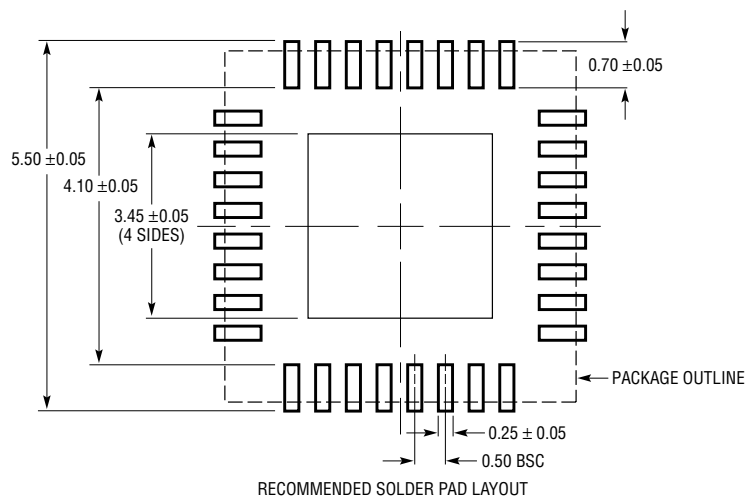 0.70 ±0.05
5.50 ±0.05
4.10 ±0.05
3.45 ±0.05
(4 SIDES)
PACKAGE OUTLINE
0.25 ± 0.05
0.50 BSC
RECOMMENDED SOLDER PAD LAYOUT